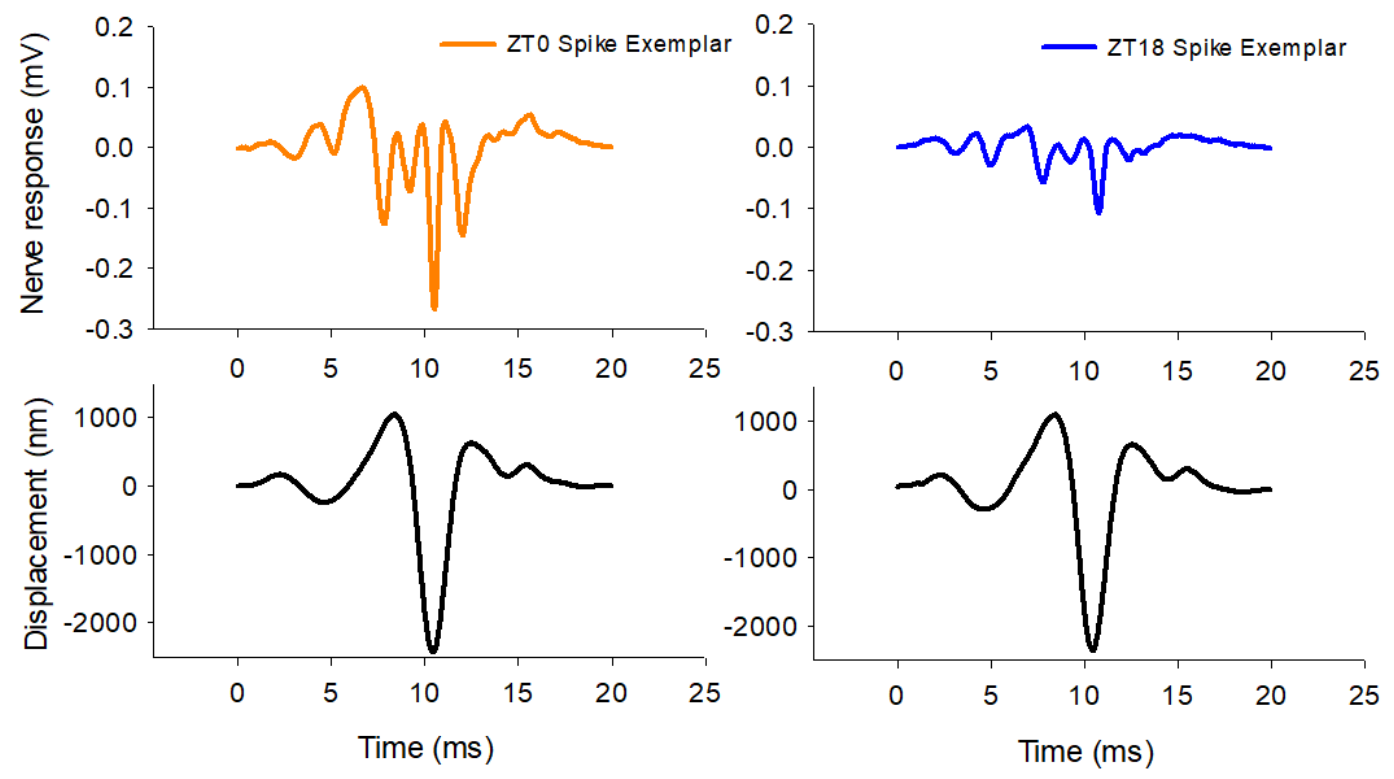 Nerve response (mV)
0.2
0.1
0.0
-0.1
-0.2
-0.3
ZT0 Spike Exemplar
0 5 10 15 20 25
0.2
0.1
0.0
-0.1
-0.2
-0.3
ZT18 Spike Exemplar
0 5 10 15 20 25
Displacement (nm)
1000
0
-1000
-2000
0 5 10 15 20 25
Time (ms)
1000
0
-1000
-2000
0 5 10 15 20 25
Time (ms)